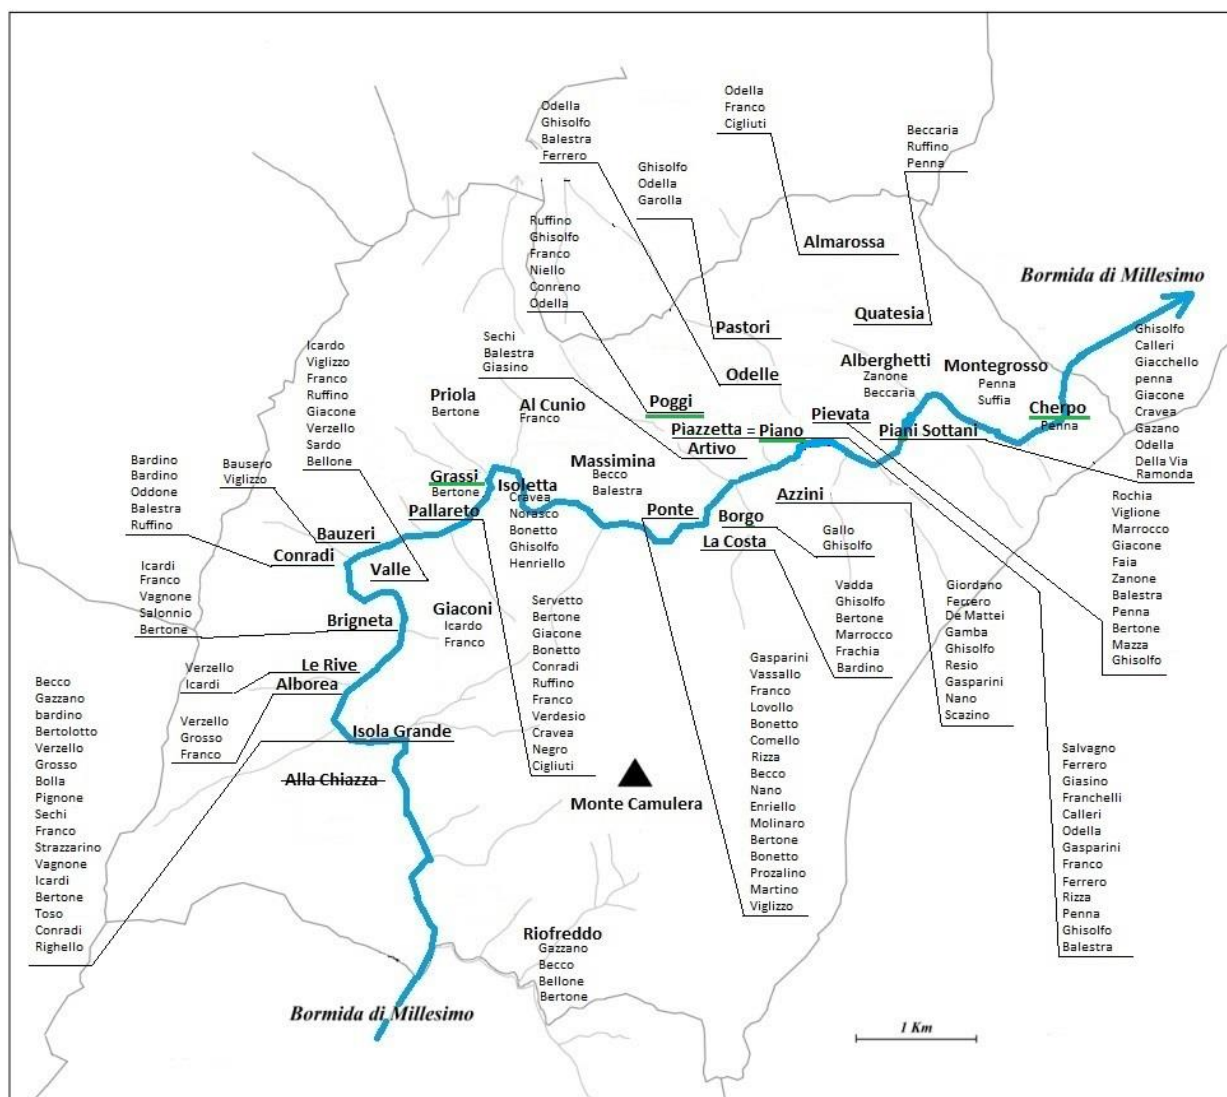 Odella
Ghisolfo
Balestra
Ferrero
Odella
Franco
Cigliuti
Beccaria
Ruffino
Penna
Ghisolfo
Odella
Garolla
Ruffino
Ghisolfo
Franco
Niello
Conreno
Odella
Almarossa
Bormida di Millesimo
Quatesia
Pastori
Ghisolfo
Calleri
Giacchello
penna
Giacone
Cravea
Gazano
Odella
Della Via
Ramonda
Icardo
Viglizzo
Franco
Ruffino
Giacone
Verzello
Sardo
Bellone
Sechi
Balestra
Giasino
Odelle
Alberghetti
Zanone
Beccaria
Montegrosso
Penna
Suffia
Priola
Bertone
Al Cunio
Franco
Poggi
Cherpo
Penna
Pievata
Piazzetta = Piano
Piani Sottani
Artivo
Bardino
Bardino
Oddone
Balestra
Ruffino
Bausero
Viglizzo
Grassi
Bertone
Pallareto
Isoletta
Cravea
Norasco
Bonetto
Ghisolfo
Henriello
Massimina
Becco
Balestra
Ponte
Azzini
Borgo
La Costa
Gallo
Ghisolfo
Rochia
Viglione
Marrocco
Giacone
Faia
Zanone
Balestra
Penna
Bertone
Mazza
Ghisolfo
Bauzeri
Conradi
Valle
Icardi
Franco
Vagnone
Salonnio
Bertone
Brigneta
Giaconi
Icardo
Franco
Servetto
Bertone
Giacone
Bonetto
Conradi
Ruffino
Franco
Verdesio
Cravea
Negro
Cigliuti
Vadda
Ghisolfo
Bertone
Marrocco
Frachia
Bardino
Giordano
Ferrero
De Mattei
Gamba
Ghisolfo
Resio
Gasparini
Nano
Scazino
Verzello
Icardi
Le Rive
Alborea
Verzello
Grosso
Franco
Isola Grande
Alla Chiazza
Becco
Gazzano
bardino
Bertolotto
Verzello
Grosso
Bolla
Pignone
Sechi
Franco
Strazzarino
Vagnone
Icardi
Bertone
Toso
Conradi
Righello
Monte Camulera
Gasparini
Vassallo
Franco
Lovollo
Bonetto
Comello
Rizza
Becco
Nano
Enriello
Molinaro
Bertone
Bonetto
Prozalino
Martino
Viglizzo
Salvagno
Ferrero
Giasino
Franchelli
Calleri
Odella
Gasparini
Franco
Ferrero
Rizza
Penna
Ghisolfo
Balestra
Riofreddo
Gazzano
Becco
Bellone
Bertone
Bormida di Millesimo
1 Km